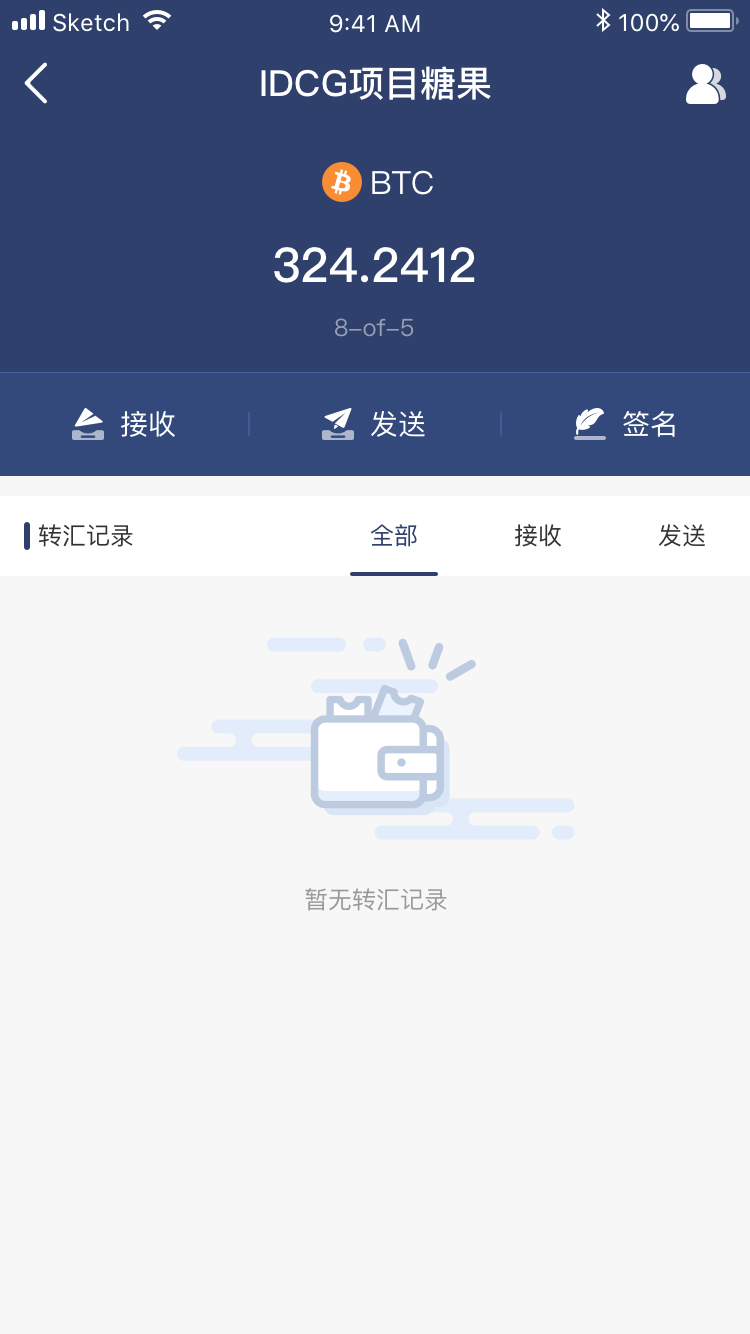 Sketch 9:41 AM 100%
IDCG项目糖果
BTC
324.2412
8-of-5
接收 发送 签名
转汇记录 全部 接收 发送
暂无转汇记录